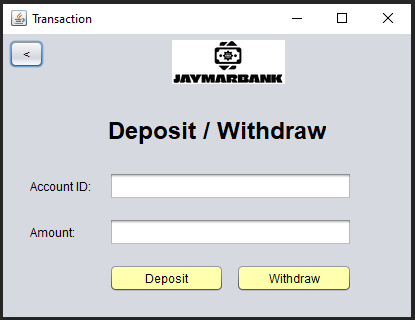 Transaction
<
JAYMARBANK
Deposit / Withdraw
Account ID:
Amount:
Deposit
Withdraw